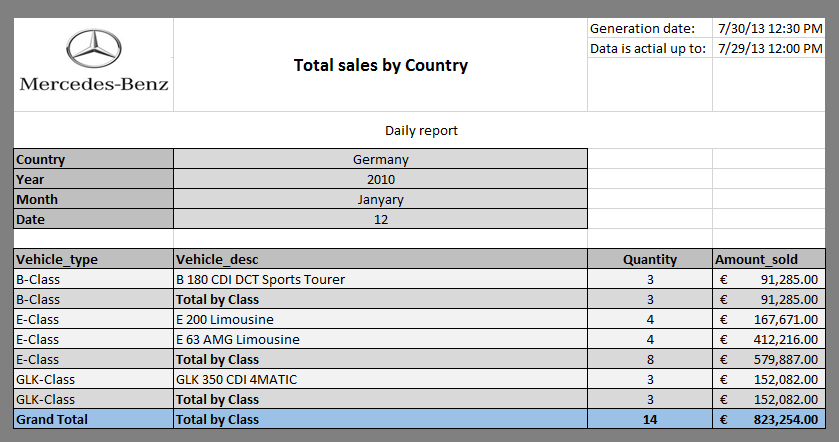 Generation date: 7/30/13 12:30 PM
Data is actial up to: 7/29/13 12:00 PM
Mercedes-Benz
Total sales by Country
Daily report
Country Germany
Year 2010
Month Janyary
Date 12
Vehicle_type Vehicle_desc Quantity Amount_sold
B-Class B 180 CDI DCT Sports Tourer 3 € 91,285.00
B-Class Total by Class 3 € 91,285.00
E-Class E 200 Limousine 4 € 167,671.00
E-Class E 63 AMG Limousine 4 € 412,216.00
E-Class Total by Class 8 € 579,887.00
GLK-Class GLK 350 CDI 4MATIC 3 € 152,082.00
GLK-Class Total by Class 3 € 152,082.00
Grand Total Total by Class 14 € 823,254.00